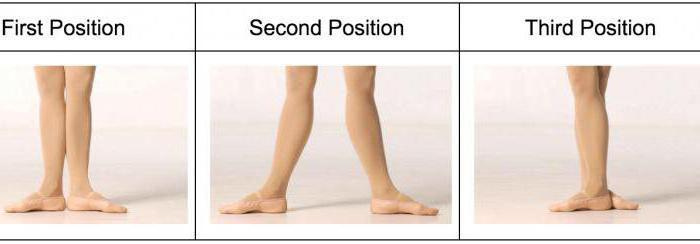 First Position
Second Position
Third Position